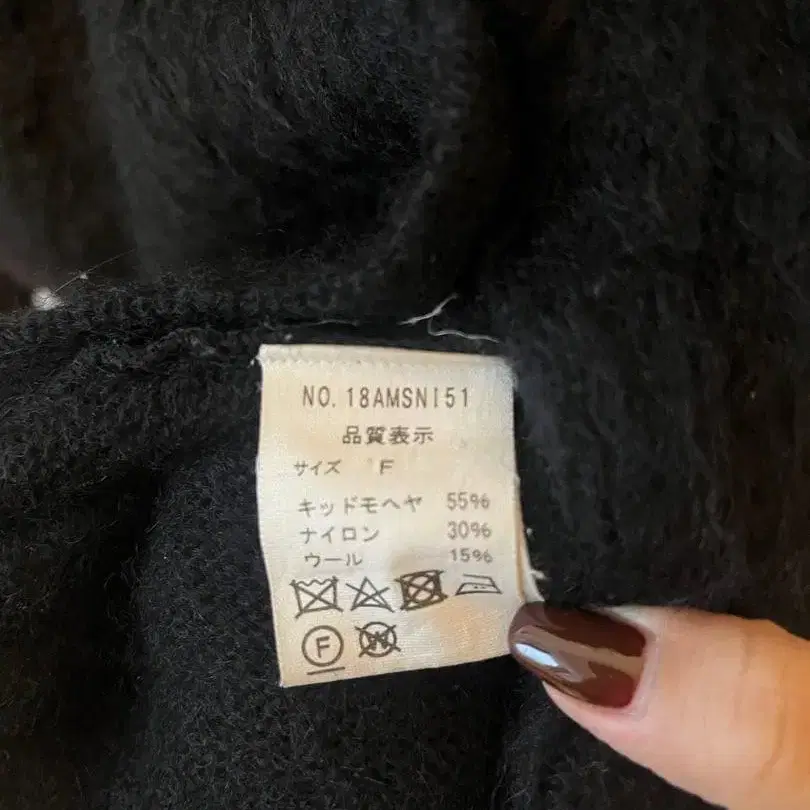 NO.18AMSNI51
品質表示
サイズ F
キッドモヘヤ 55%
ナイロン 30%
ウール 15%
F W